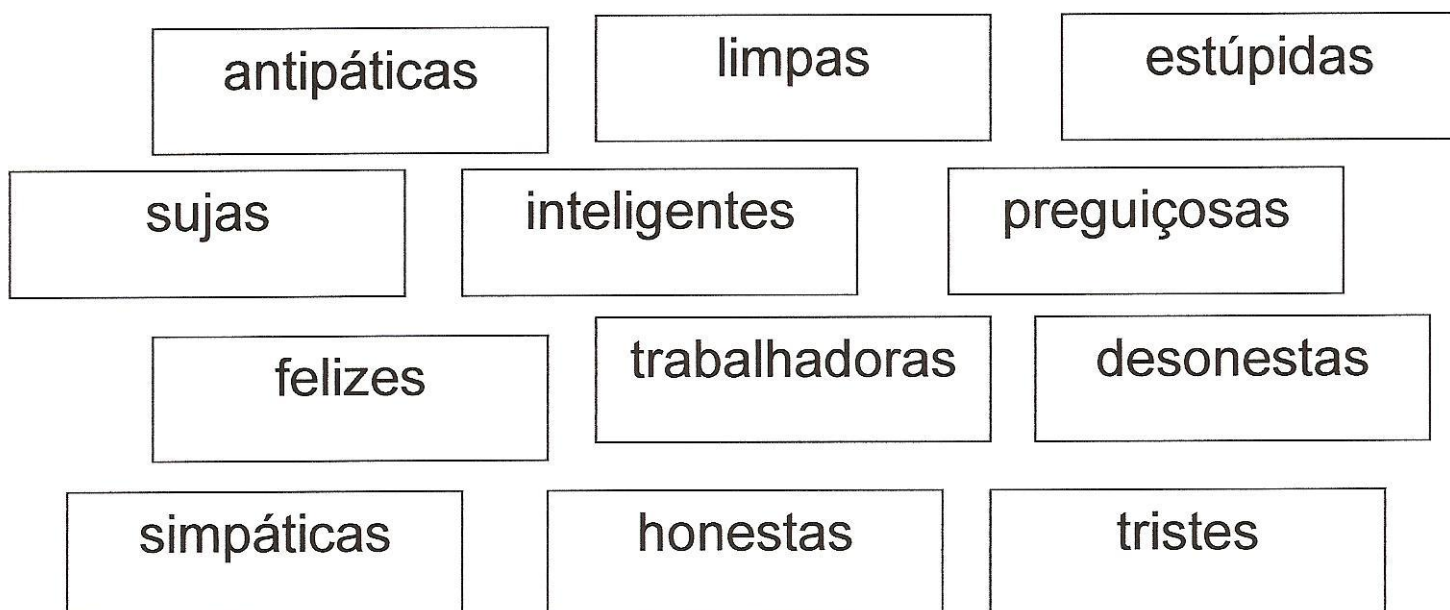 antipáticas
limpas
estúpidas
sujas
inteligentes
preguiçosas
felizes
trabalhadoras
desonestas
simpáticas
honestas
tristes